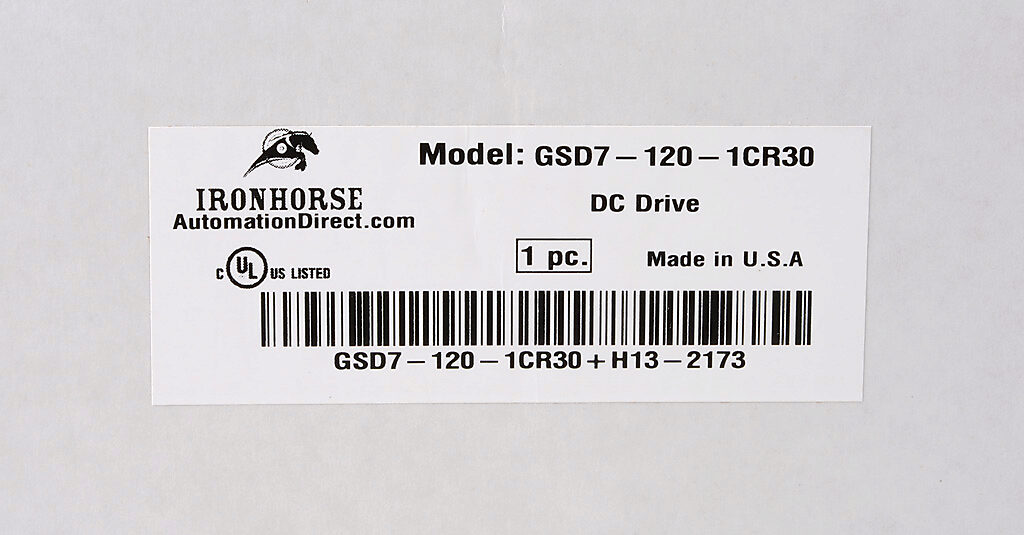 Model: GSD7-120-1CR30
IRONHORSE
DC Drive
AutomationDirect.com
1 pc.
Made in U.S.A
C UL US LISTED
GSD7-120-1CR30+H13-2173